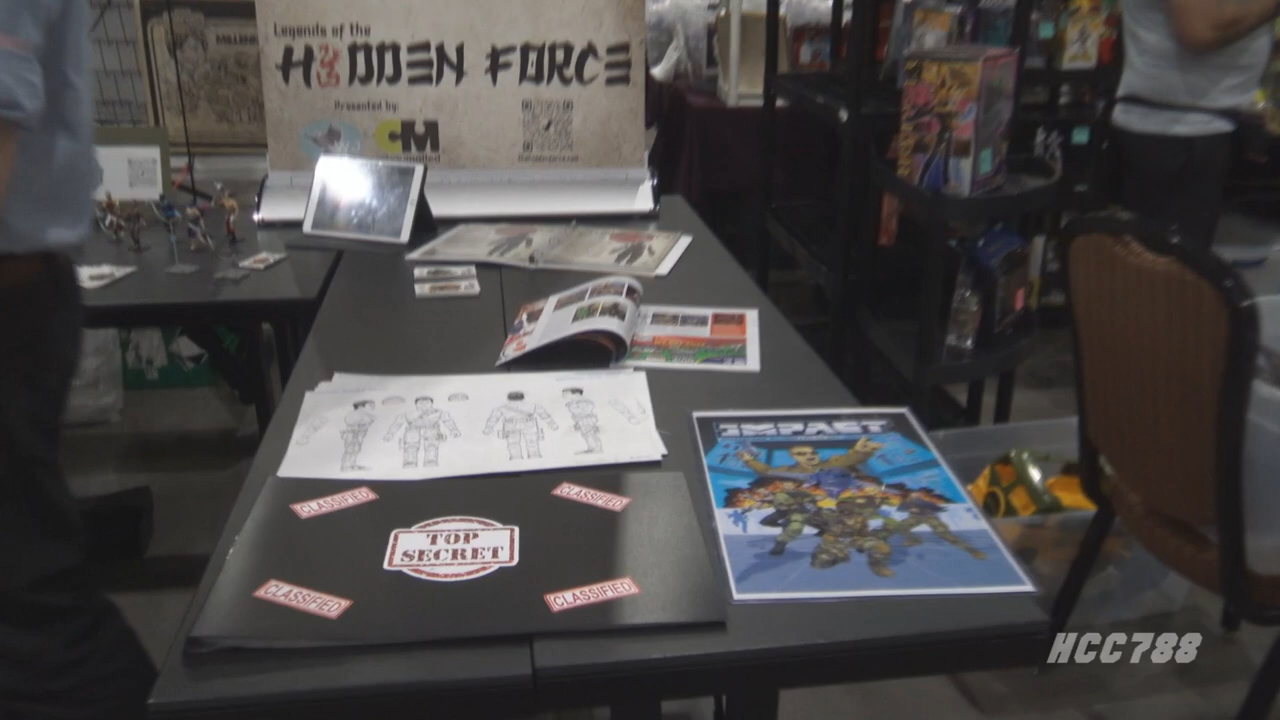 Legends of the
HIDDEN FORCE
Presented by:
CM
IMPACT
CLASSIFIED
CLASSIFIED
TOP
SECRET
CLASSIFIED
CLASSIFIED
HCC788